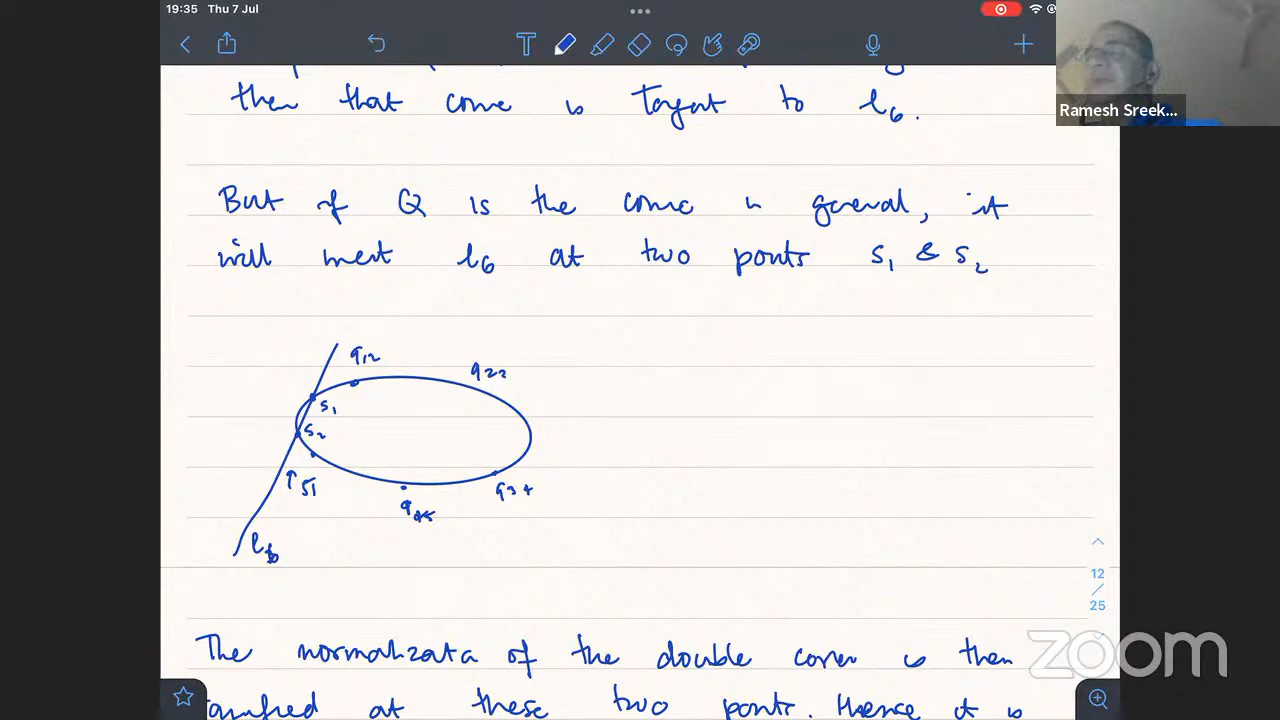 19:35 Thu 7 Jul
Ramesh Sreek...
then that conic is tangent to l6.
But if Q is the conic in general, it
will meet l6 at two points s1 & s2
q12
q23
s1
s2
51
q34
q45
l6
12
/
25
The normalization of the double cover is then
ramified at these two points. Hence it is
zoom